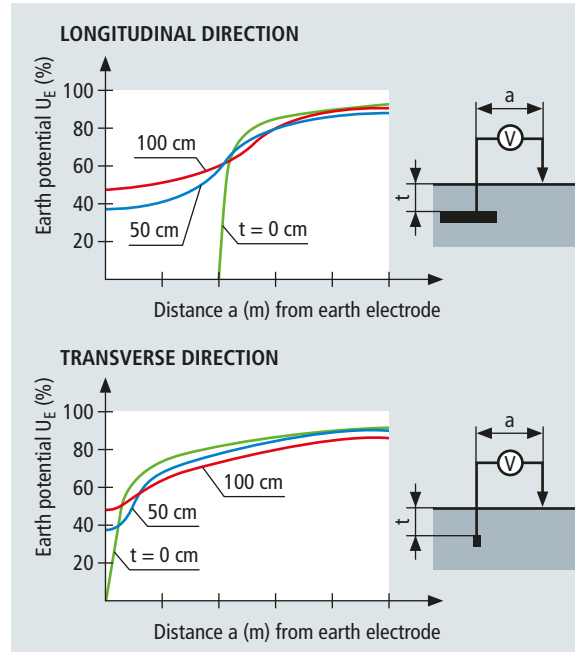 LONGITUDINAL DIRECTION
Earth potential U_E (%)
100
80
60
40
20
100 cm
50 cm
t = 0 cm
Distance a (m) from earth electrode
a
V
t
TRANSVERSE DIRECTION
Earth potential U_E (%)
100
80
60
40
20
100 cm
50 cm
t = 0 cm
Distance a (m) from earth electrode
a
V
t